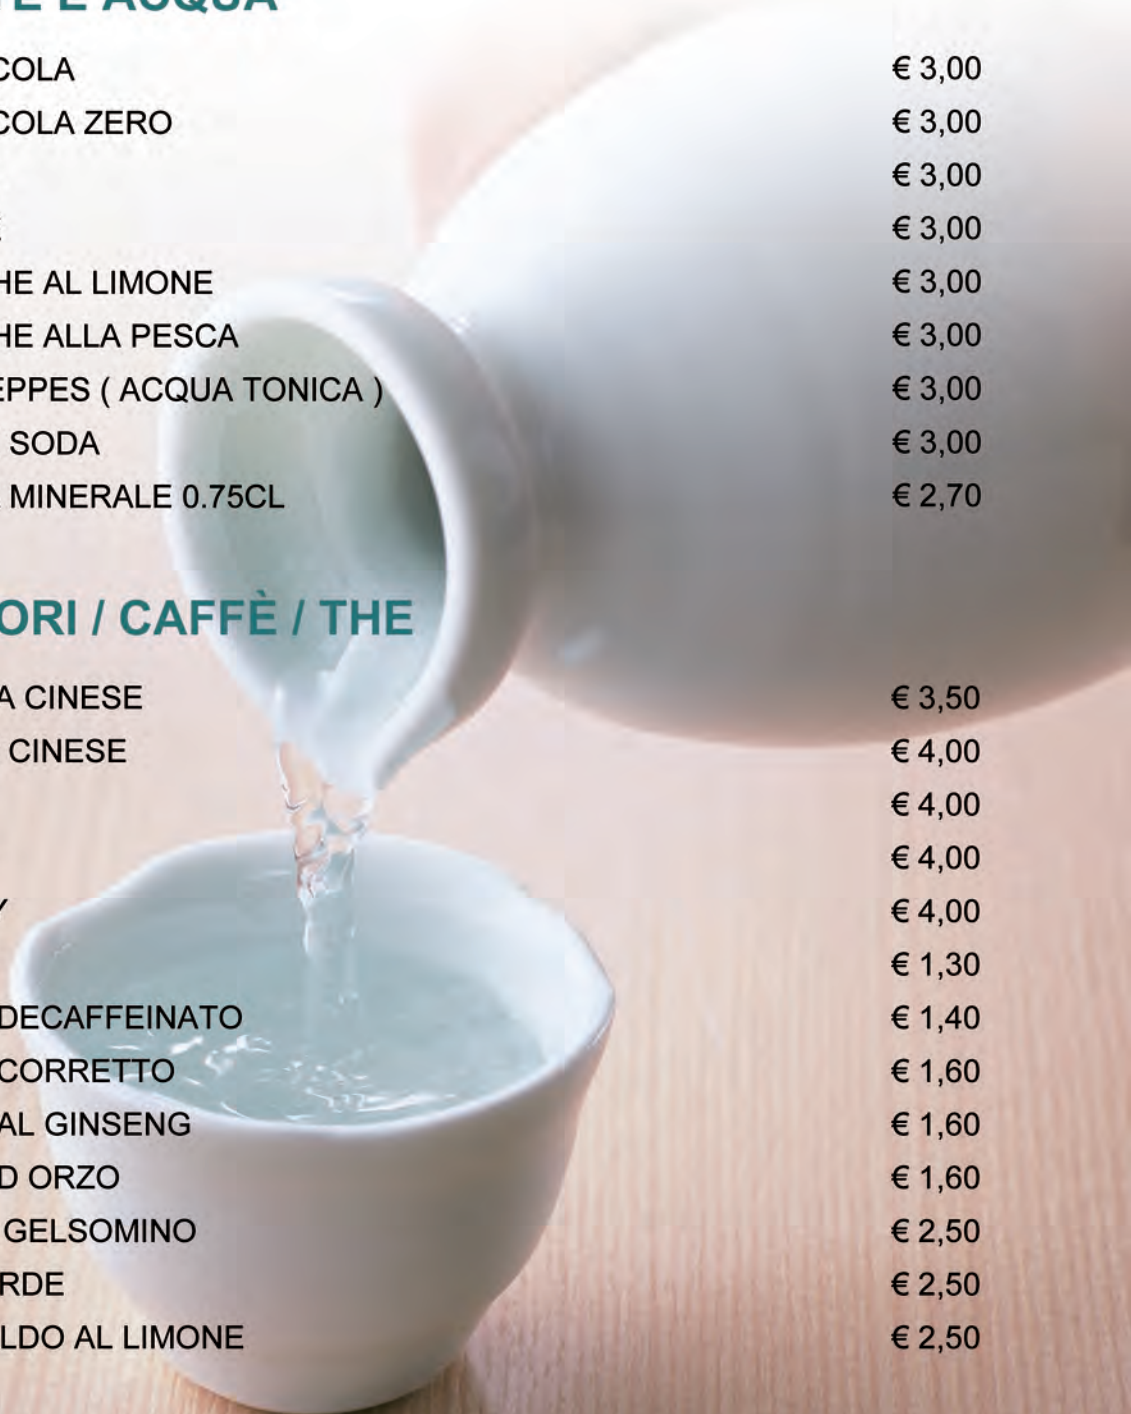 TE E ACQUA
COLA € 3,00
COLA ZERO € 3,00
€ 3,00
€ 3,00
HE AL LIMONE € 3,00
HE ALLA PESCA € 3,00
EPPES ( ACQUA TONICA ) € 3,00
SODA € 3,00
MINERALE 0.75CL € 2,70
ORI / CAFFÈ / THE
A CINESE € 3,50
CINESE € 4,00
€ 4,00
€ 4,00
Y € 4,00
€ 1,30
DECAFFEINATO € 1,40
CORRETTO € 1,60
AL GINSENG € 1,60
D ORZO € 1,60
GELSOMINO € 2,50
RDE € 2,50
LDO AL LIMONE € 2,50